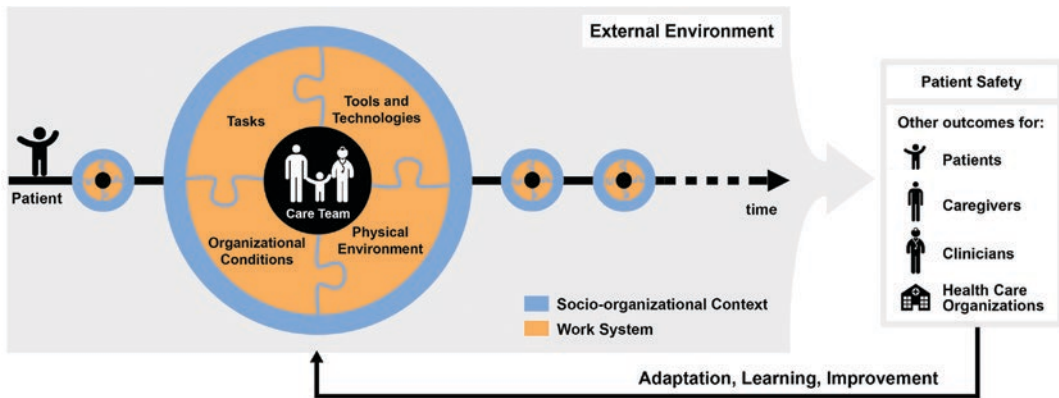 External Environment
Tasks
Tools and
Technologies
Care Team
Organizational
Conditions
Physical
Environment
Patient
time
Socio-organizational Context
Work System
Patient Safety
Other outcomes for:
Patients
Caregivers
Clinicians
Health Care
Organizations
Adaptation, Learning, Improvement